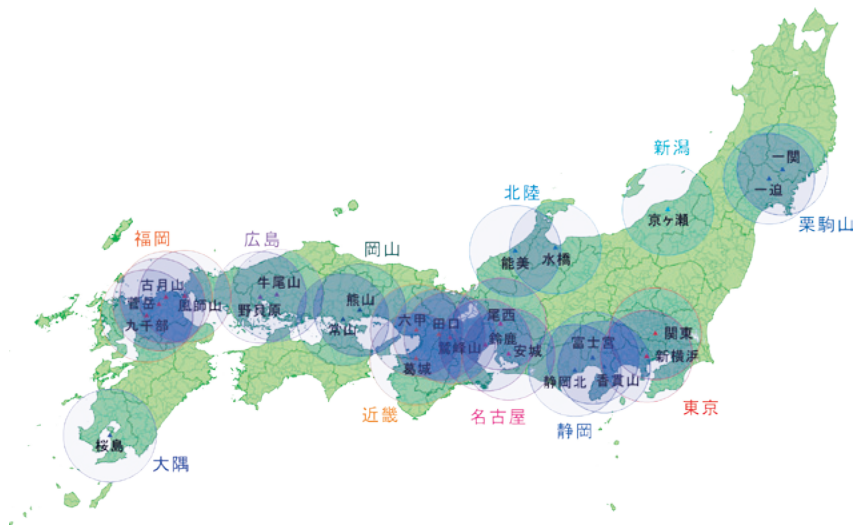 新潟
一関
一迫
北陸
京ヶ瀬
栗駒山
福岡
広島
岡山
能美
水橋
古月山
牛尾山
菅岳
風師山
熊山
野貝原
九千部
常山
六甲
田口
尾西
関東
鈴鹿
鷲峰山
安城
富士宮
新横浜
葛城
静岡北
香貫山
近畿
名古屋
静岡
東京
桜島
大隅